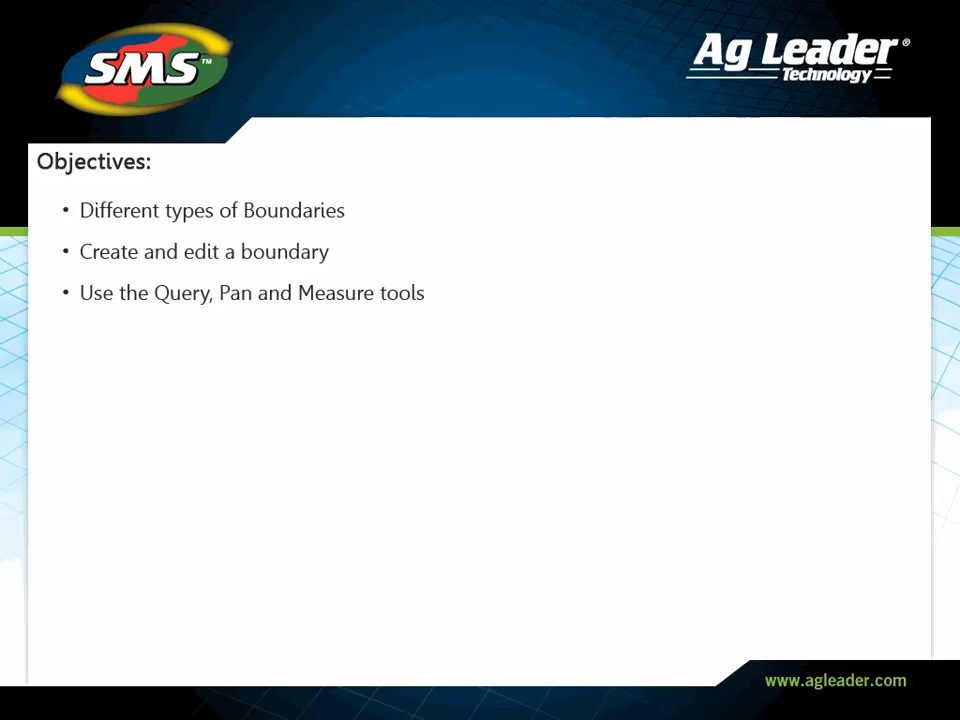 SMS™
Ag Leader®
Technology
Objectives:
• Different types of Boundaries
• Create and edit a boundary
• Use the Query, Pan and Measure tools
www.agleader.com